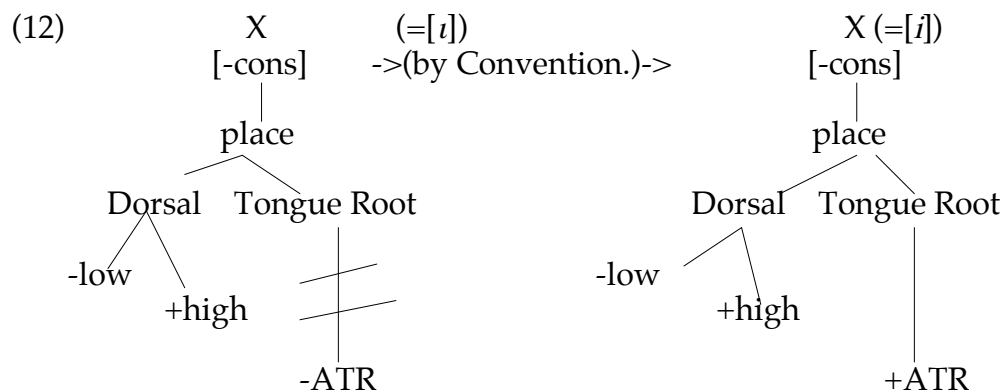 (12) X (=[ι]) X (=[i])
[-cons] ->(by Convention.)-> [-cons]
place place
Dorsal Tongue Root Dorsal Tongue Root
-low -low
+high +high
-ATR +ATR